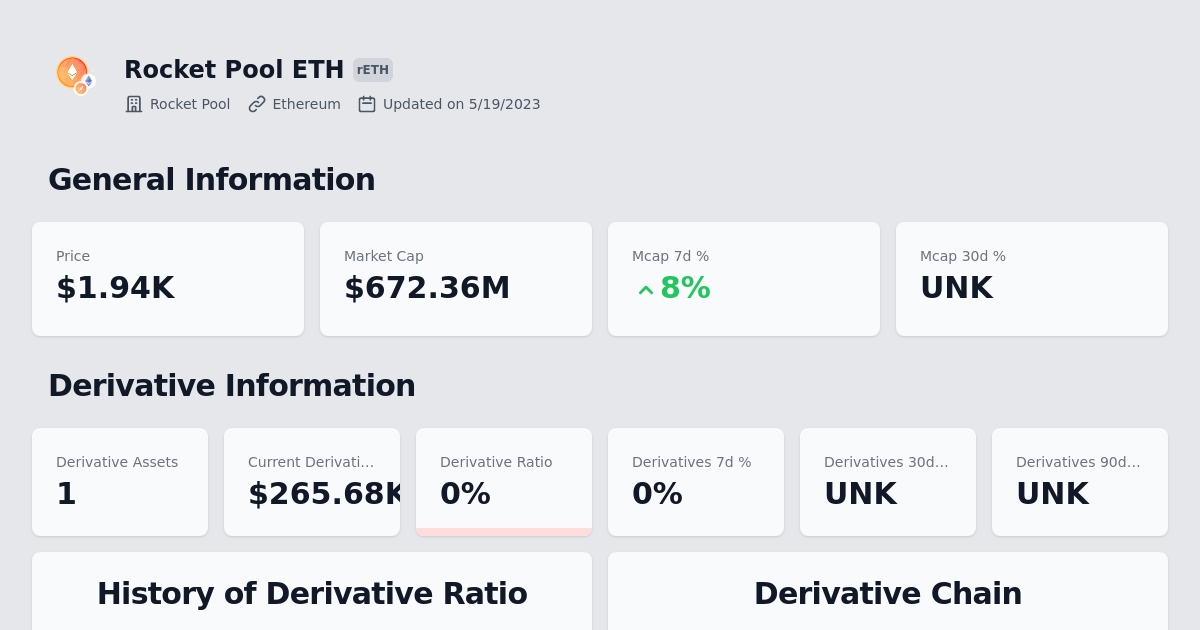 Rocket Pool ETH rETH
Rocket Pool Ethereum Updated on 5/19/2023
General Information
Price
$1.94K
Market Cap
$672.36M
Mcap 7d %
8%
Mcap 30d %
UNK
Derivative Information
Derivative Assets
1
Current Derivati...
$265.68K
Derivative Ratio
0%
Derivatives 7d %
0%
Derivatives 30d...
UNK
Derivatives 90d...
UNK
History of Derivative Ratio
Derivative Chain